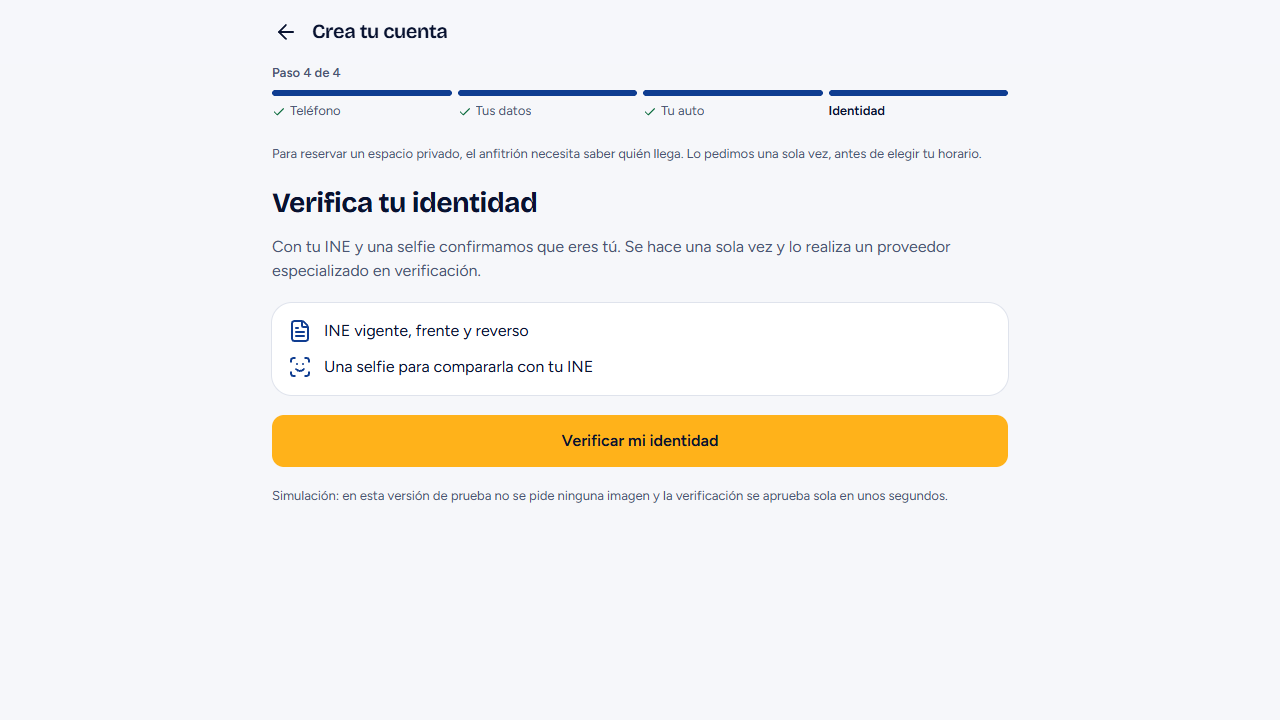 Crea tu cuenta
Paso 4 de 4
Teléfono
Tus datos
Tu auto
Identidad
Para reservar un espacio privado, el anfitrión necesita saber quién llega. Lo pedimos una sola vez, antes de elegir tu horario.
Verifica tu identidad
Con tu INE y una selfie confirmamos que eres tú. Se hace una sola vez y lo realiza un proveedor
especializado en verificación.
INE vigente, frente y reverso
Una selfie para compararla con tu INE
Verificar mi identidad
Simulación: en esta versión de prueba no se pide ninguna imagen y la verificación se aprueba sola en unos segundos.